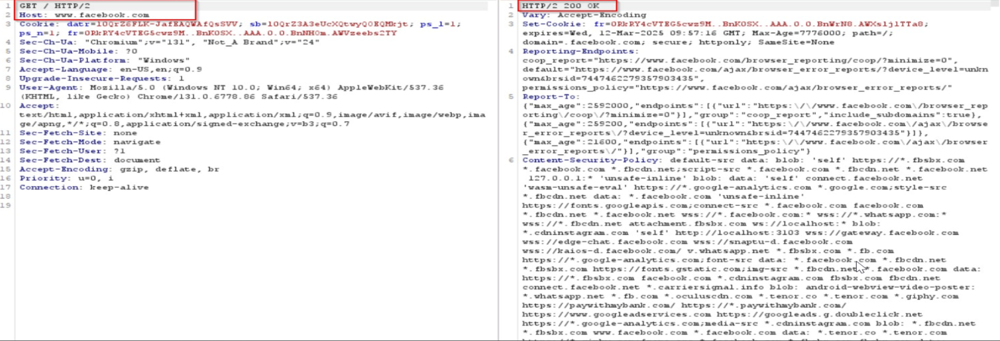 1 GET / HTTP/2
2 Host: www.facebook.com
3 Cookie: datr=10QrZ6FLK-JafEAQWAfQsSVV; sb=10QrZ3A3eUcXQtwyQ0EQMkjt; ps_l=1;
ps_n=1; fr=0RkRY4cVTEG5cwz9M..BnK0SX..AAA.0.0.BnNHOm.AWVzeebs2TY
4 Sec-Ch-Ua: "Chromium";v="131", "Not_A Brand";v="24"
5 Sec-Ch-Ua-Mobile: ?0
6 Sec-Ch-Ua-Platform: "Windows"
7 Accept-Language: en-US,en;q=0.9
8 Upgrade-Insecure-Requests: 1
9 User-Agent: Mozilla/5.0 (Windows NT 10.0; Win64; x64) AppleWebKit/537.36
(KHTML, like Gecko) Chrome/131.0.6778.86 Safari/537.36
10 Accept:
text/html,application/xhtml+xml,application/xml;q=0.9,image/avif,image/webp,ima
ge/apng,*/*;q=0.8,application/signed-exchange;v=b3;q=0.7
11 Sec-Fetch-Site: none
12 Sec-Fetch-Mode: navigate
13 Sec-Fetch-User: ?1
14 Sec-Fetch-Dest: document
15 Accept-Encoding: gzip, deflate, br
16 Priority: u=0, i
17 Connection: keep-alive
18
19
1 HTTP/2 200 OK
2 Vary: Accept-Encoding
3 Set-Cookie: fr=0RkRY4cVTEG5cwz9M..BnK0SX..AAA.0.0.BnWrN8.AWXs1jlTTa8;
expires=Wed, 12-Mar-2025 09:57:16 GMT; Max-Age=7776000; path=/;
domain=.facebook.com; secure; httponly; SameSite=None
4 Reporting-Endpoints:
coop_report="https://www.facebook.com/browser_reporting/coop/?minimize=0",
default="https://www.facebook.com/ajax/browser_error_reports/?device_level=unkn
own&brsid=7447462279357903435",
permissions_policy="https://www.facebook.com/ajax/browser_error_reports/"
5 Report-To:
{"max_age":2592000,"endpoints":[{"url":"https:\/\/www.facebook.com\/browser_rep
orting\/coop\/?minimize=0"}],"group":"coop_report","include_subdomains":true},
{"max_age":259200,"endpoints":[{"url":"https:\/\/www.facebook.com\/ajax\/browse
r_error_reports\/?device_level=unknown&brsid=7447462279357903435"}]},
{"max_age":21600,"endpoints":[{"url":"https:\/\/www.facebook.com\/ajax\/browser
_error_reports\/"}],"group":"permissions_policy"}
6 Content-Security-Policy: default-src data: blob: 'self' https://*.fbsbx.com
*.facebook.com *.fbcdn.net;script-src *.facebook.com *.fbcdn.net *.facebook.net
127.0.0.1:* 'unsafe-inline' blob: data: 'self' connect.facebook.net
'wasm-unsafe-eval' https://*.google-analytics.com *.google.com;style-src
*.fbcdn.net data: *.facebook.com 'unsafe-inline'
https://fonts.googleapis.com;connect-src *.facebook.com facebook.com
*.fbcdn.net *.facebook.net wss://*.facebook.com:* wss://*.whatsapp.com:*
wss://*.fbcdn.net attachment.fbsbx.com ws://localhost:* blob:
*.cdninstagram.com 'self' http://localhost:3103 wss://gateway.facebook.com
wss://edge-chat.facebook.com wss://snaptu-d.facebook.com
wss://kaios-d.facebook.com/ v.whatsapp.net *.fbsbx.com *.fb.com
https://*.google-analytics.com;font-src data: *.facebook.com *.fbcdn.net
*.fbsbx.com https://fonts.gstatic.com;img-src *.fbcdn.net *.facebook.com data:
https://*.fbsbx.com facebook.com *.cdninstagram.com fbsbx.com fbcdn.net
connect.facebook.net *.carriersignal.info blob: android-webview-video-poster:
*.whatsapp.net *.fb.com *.oculuscdn.com *.tenor.co *.tenor.com *.giphy.com
https://paywithmybank.com/ https://*.paywithmybank.com/
https://www.googleadservices.com https://googleads.g.doubleclick.net
https://*.google-analytics.com;media-src *.cdninstagram.com blob: *.fbcdn.net
*.fbsbx.com www.facebook.com *.facebook.com data: *.tenor.co *.tenor.com